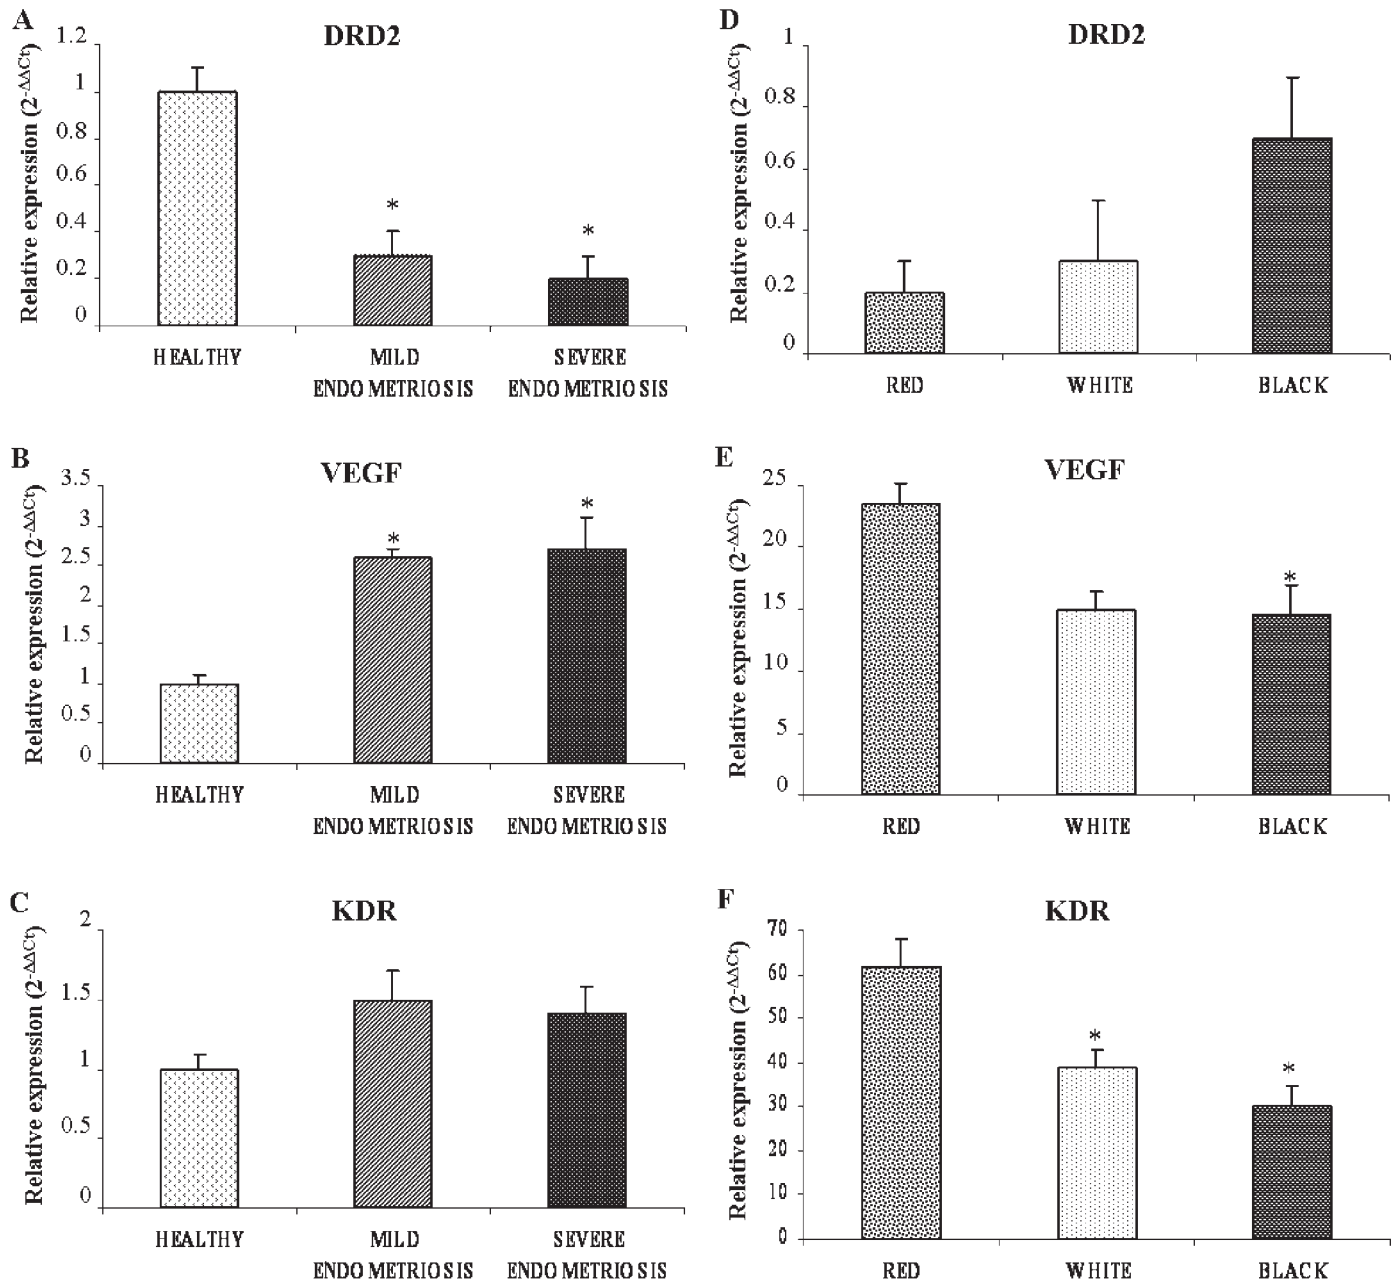 A
DRD2
Relative expression (2-ΔΔCt)
1.2
1
0.8
0.6
0.4
0.2
0
*
*
HEALTHY
MILD
ENDOMETRIOSIS
SEVERE
ENDOMETRIOSIS
D
DRD2
Relative expression (2-ΔΔCt)
1
0.8
0.6
0.4
0.2
0
RED
WHITE
BLACK
B
VEGF
Relative expression (2-ΔΔCt)
3.5
3
2.5
2
1.5
1
0.5
0
*
*
HEALTHY
MILD
ENDOMETRIOSIS
SEVERE
ENDOMETRIOSIS
E
VEGF
Relative expression (2-ΔΔCt)
25
20
15
10
5
0
*
RED
WHITE
BLACK
C
KDR
Relative expression (2-ΔΔCt)
2
1.5
1
0.5
0
HEALTHY
MILD
ENDOMETRIOSIS
SEVERE
ENDOMETRIOSIS
F
KDR
Relative expression (2-ΔΔCt)
70
60
50
40
30
20
10
0
*
*
RED
WHITE
BLACK